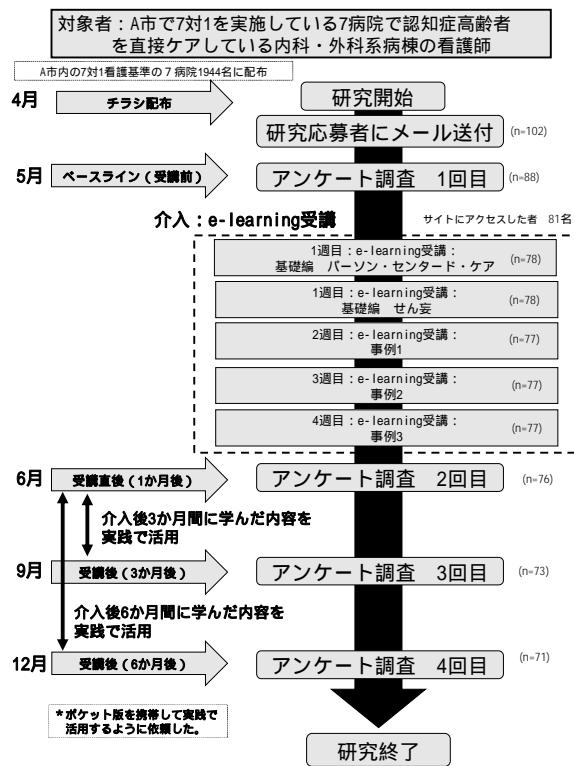 対象者：A市で7対1を実施している7病院で認知症高齢者
を直接ケアしている内科・外科系病棟の看護師
A市内の7対1看護基準の7病院1944名に配布
4月
チラシ配布
研究開始
研究応募者にメール送付
(n=102)
5月
ベースライン（受講前）
アンケート調査　1回目
(n=88)
介入：e-learning受講
サイトにアクセスした者　81名
1週目：e-learning受講：
基礎編　パーソン・センタード・ケア
(n=78)
1週目：e-learning受講：
基礎編　せん妄
(n=78)
2週目：e-learning受講：
事例1
(n=77)
3週目：e-learning受講：
事例2
(n=77)
4週目：e-learning受講：
事例3
(n=77)
6月
受講直後（1か月後）
アンケート調査　2回目
(n=76)
介入後3か月間に学んだ内容を
実践で活用
9月
受講後（3か月後）
アンケート調査　3回目
(n=73)
介入後6か月間に学んだ内容を
実践で活用
12月
受講後（6か月後）
アンケート調査　4回目
(n=71)
*ポケット版を携帯して実践で
活用するように依頼した。
研究終了